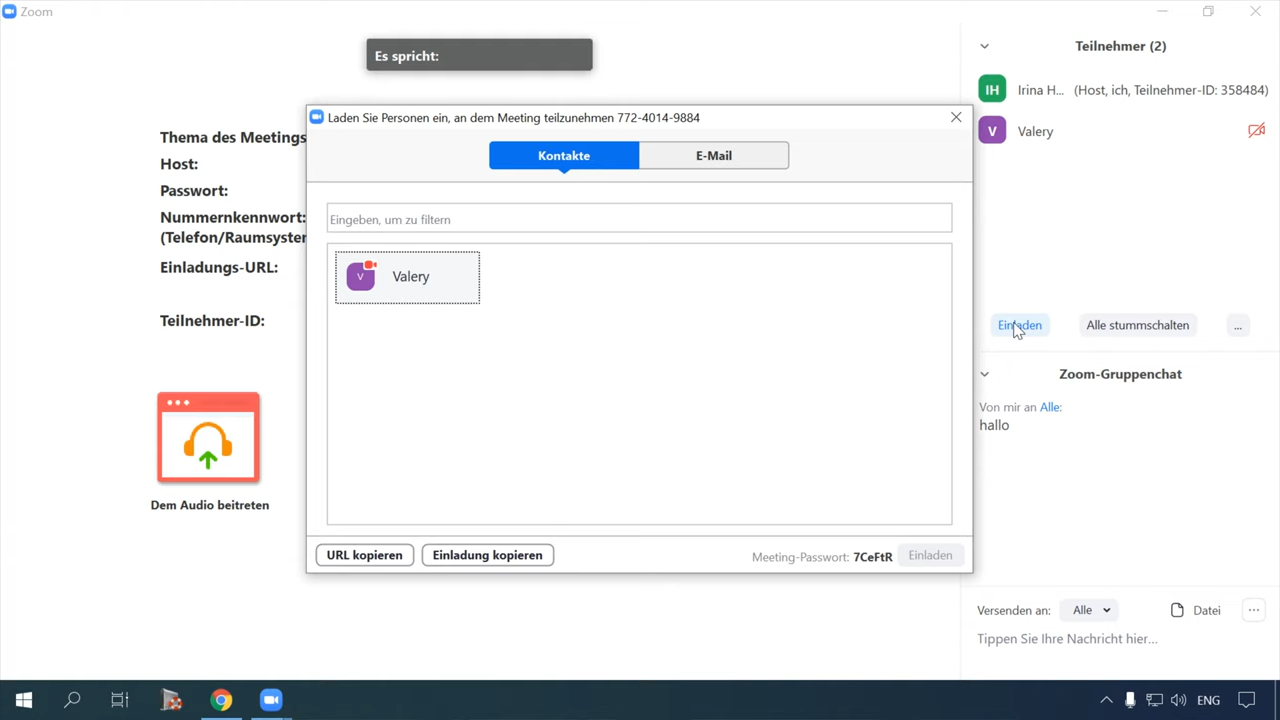 Zoom
Es spricht:
Thema des Meetings
Host:
Passwort:
Nummernkennwort:
(Telefon/Raumsyster
Einladungs-URL:
Teilnehmer-ID:
Dem Audio beitreten
Laden Sie Personen ein, an dem Meeting teilzunehmen 772-4014-9884
Kontakte
E-Mail
Eingeben, um zu filtern
V
Valery
URL kopieren
Einladung kopieren
Meeting-Passwort: 7CeFtR
Einladen
Teilnehmer (2)
IH Irina H... (Host, ich, Teilnehmer-ID: 358484)
V Valery
Einladen
Alle stummschalten
...
Zoom-Gruppenchat
Von mir an Alle:
hallo
Versenden an: Alle
Datei
Tippen Sie Ihre Nachricht hier...
ENG